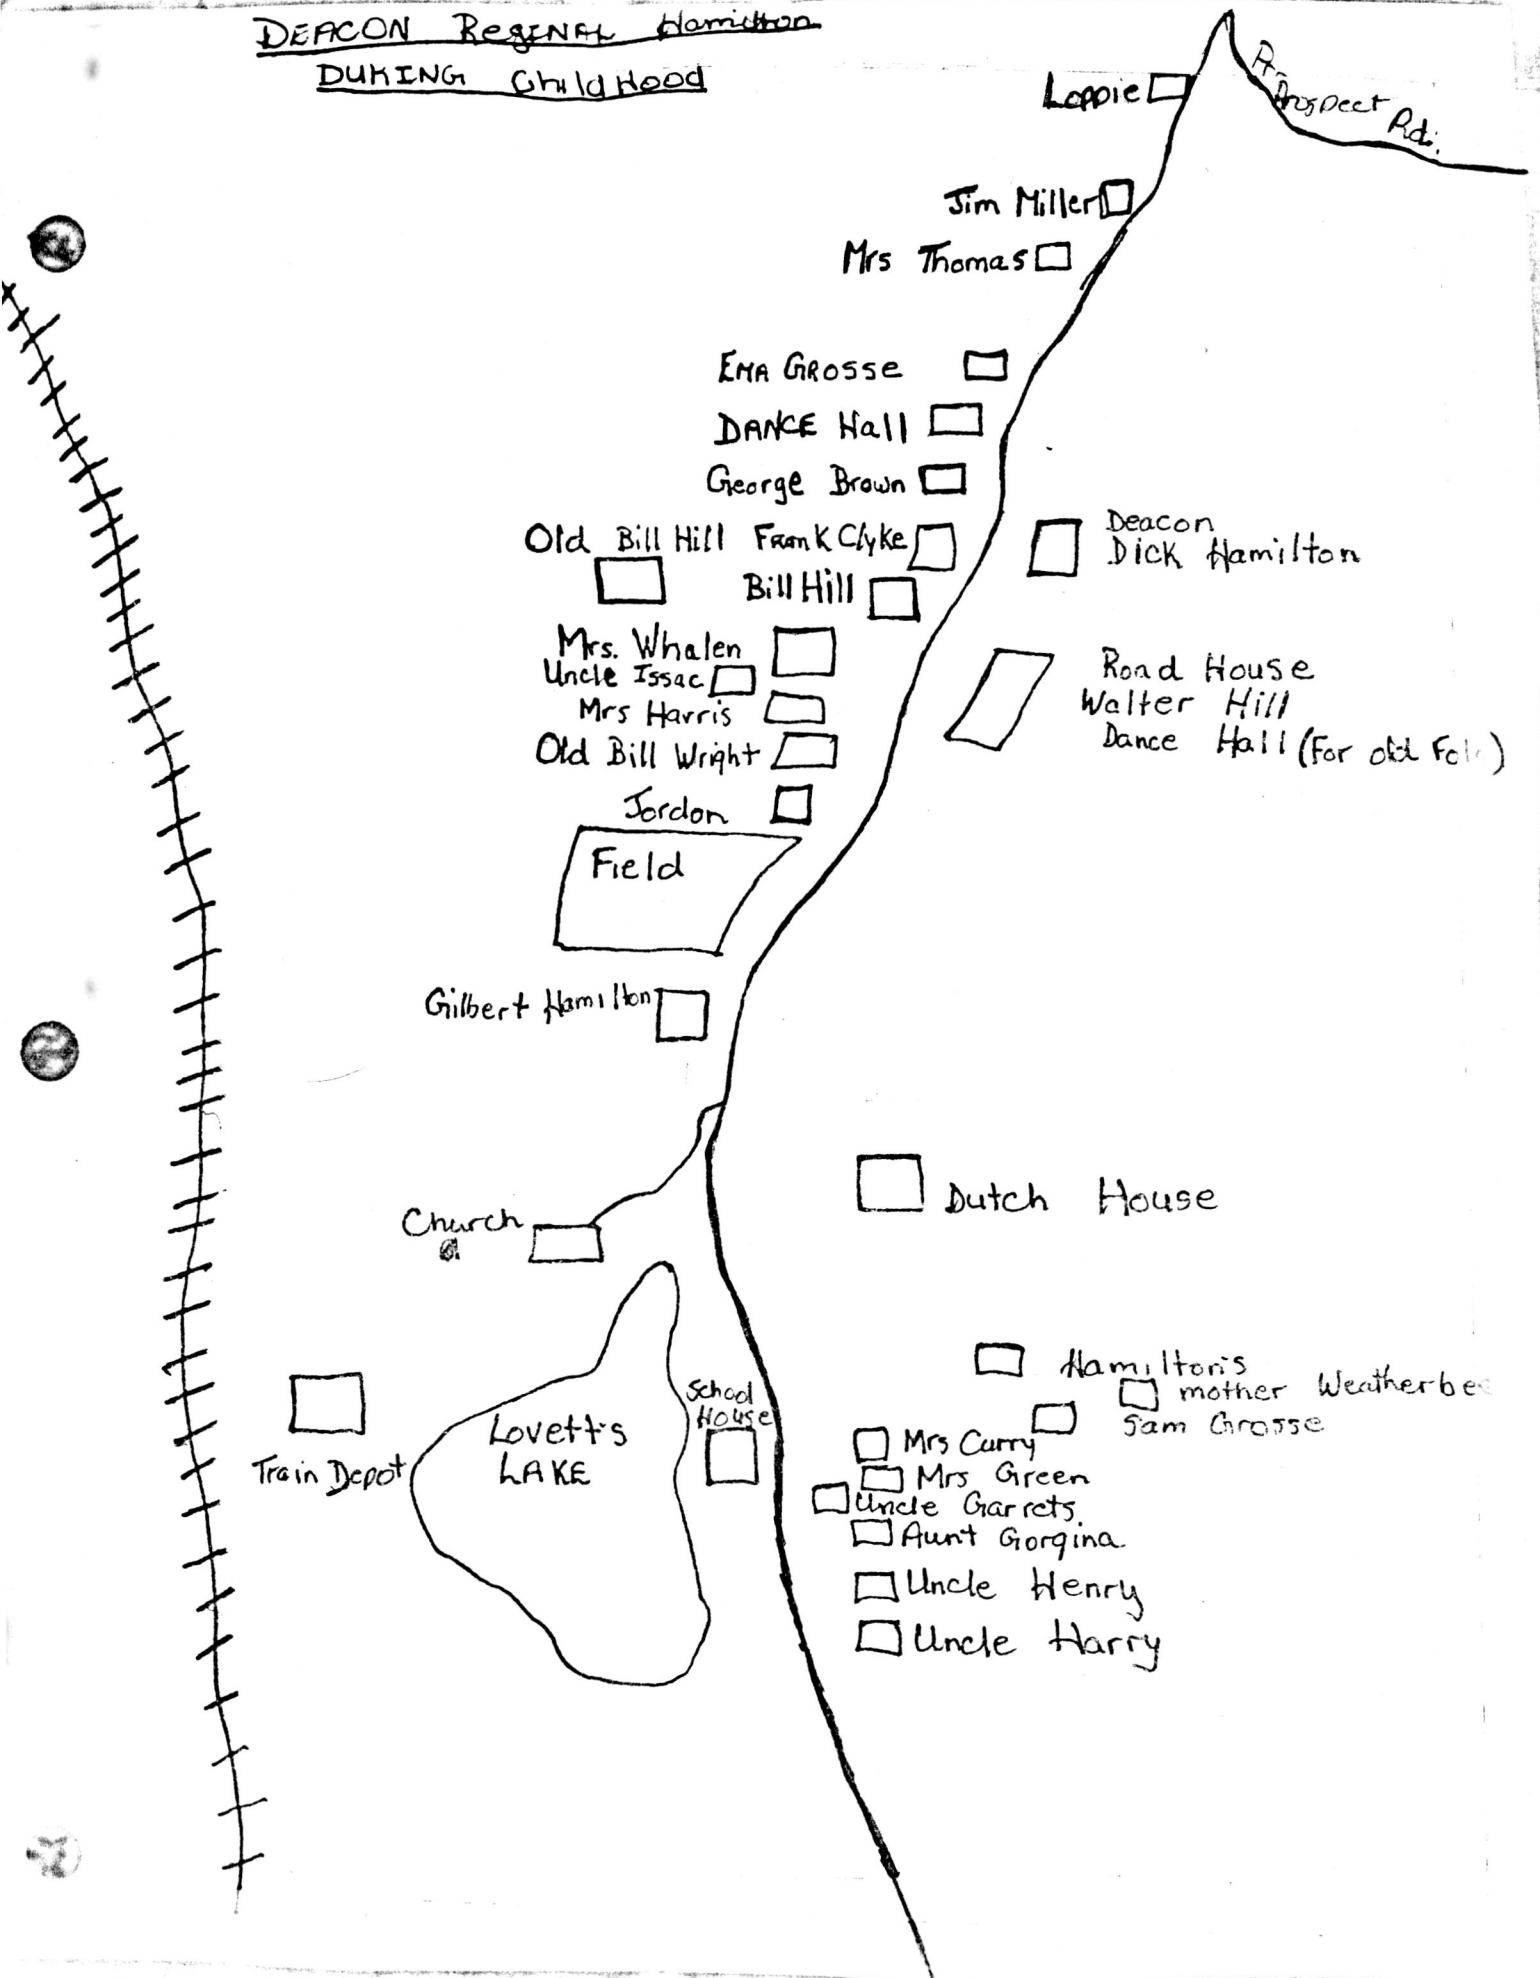 DEACON ReginAL Hamilton
DURING ChildHood
Loppie
Prospect Rd.
Jim Miller
Mrs Thomas
EMA GROSSE
DANCE Hall
George Brown
Old Bill Hill
Frank Clyke
Deacon
Dick Hamilton
Bill Hill
Mrs. Whalen
Uncle Issac
Road House
Walter Hill
Dance Hall (For old
Mrs Harris
Old Bill Wright
Jordon
Field
Gilbert Hamilton
Dutch House
Church
Hamilton's
mother Weatherbee
Sam Grosse
School
House
Lovett's
LAKE
Train Depot
Mrs Curry
Mrs Green
Uncle Garrets
Aunt Gorgina
Uncle Henry
Uncle Harry